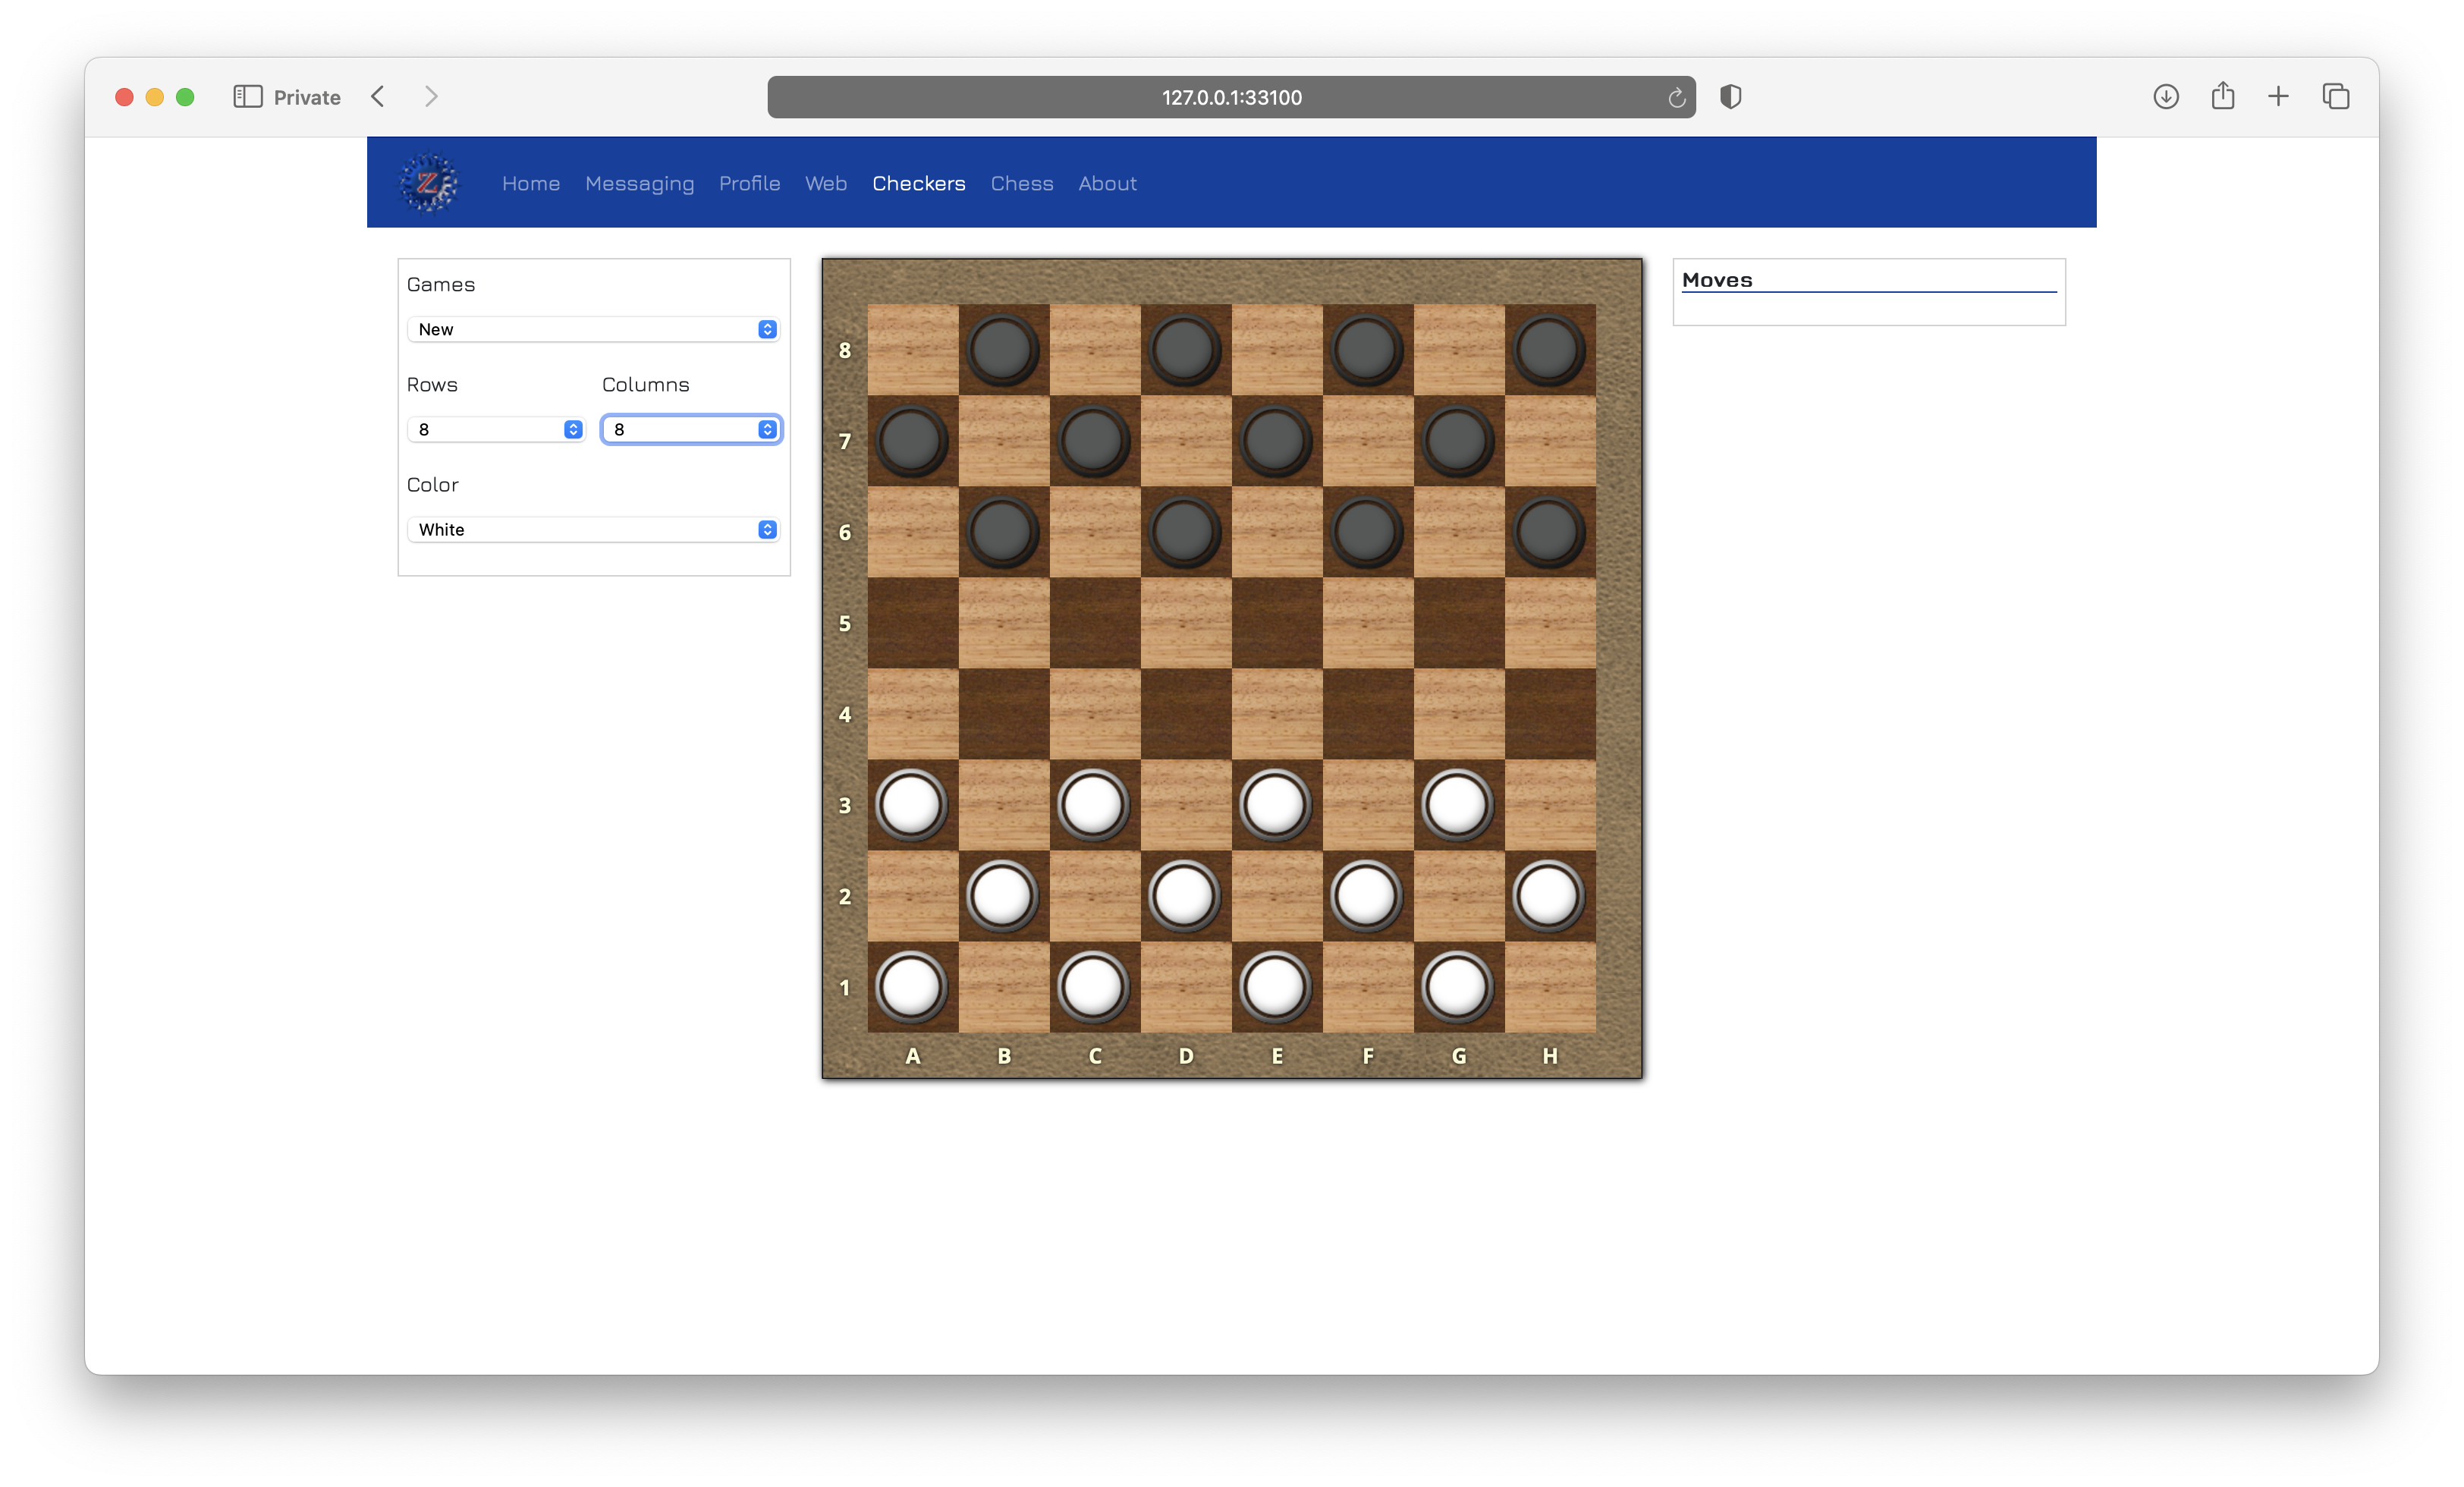 Private
127.0.0.1:33100
Z
Home Messaging Profile Web Checkers Chess About
Games
New
Rows Columns
8 8
Color
White
8
7
6
5
4
3
2
1
A B C D E F G H
Moves